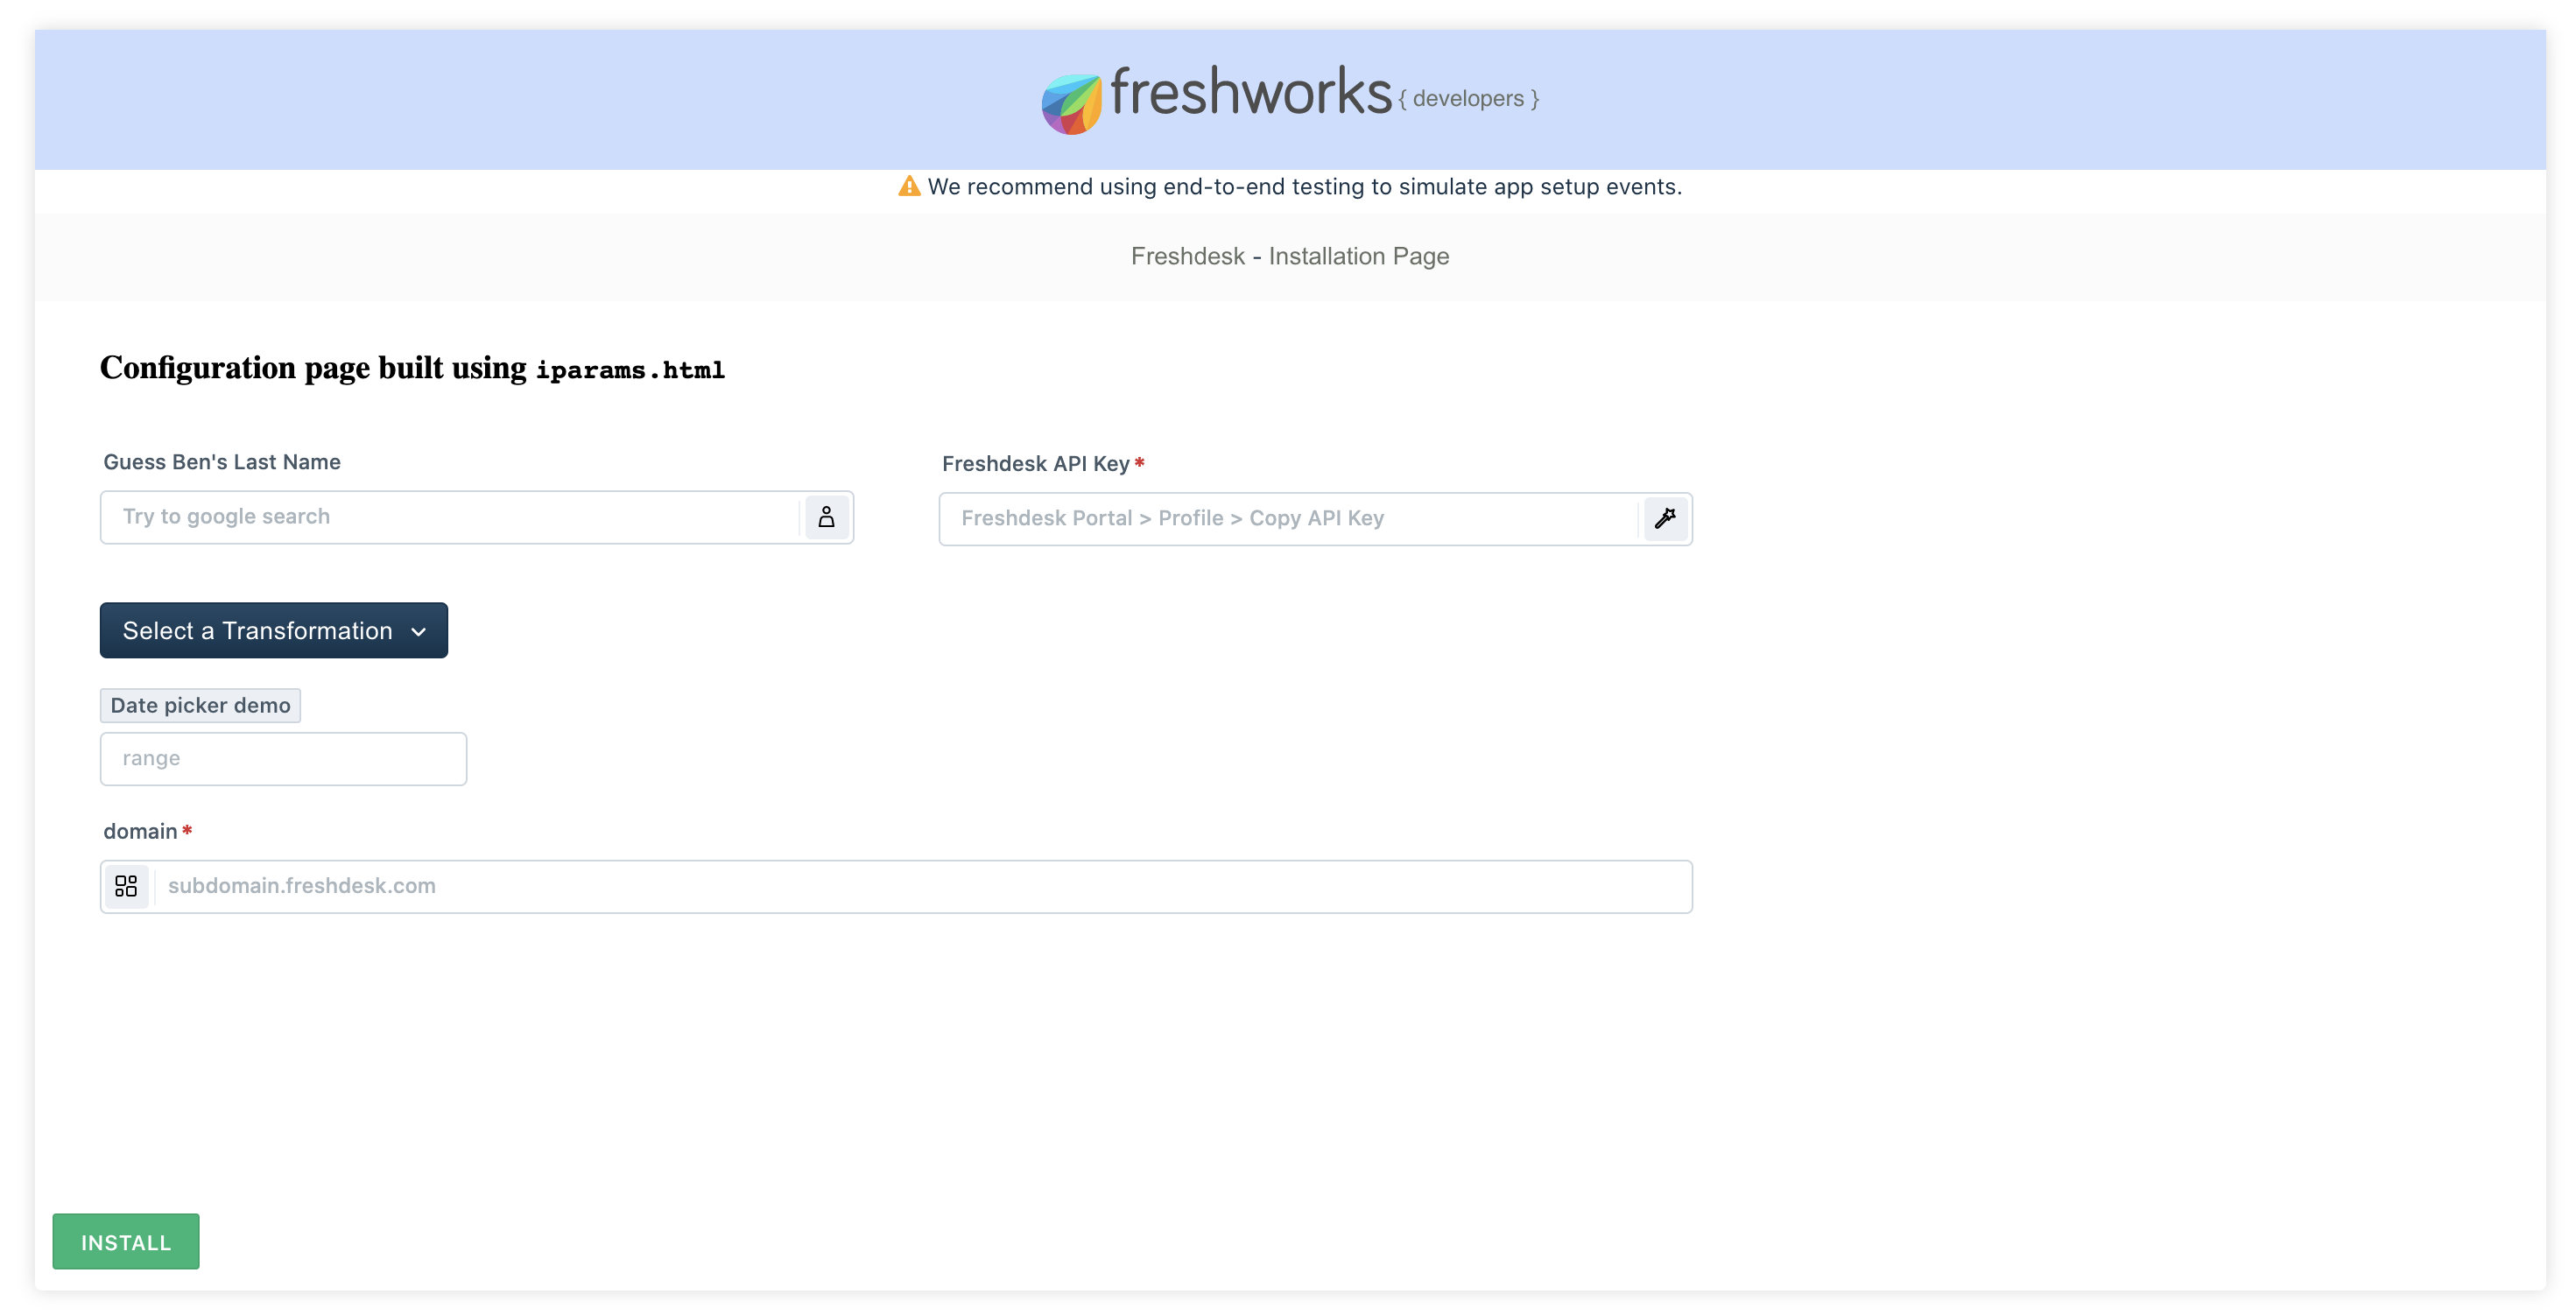 freshworks { developers }
We recommend using end-to-end testing to simulate app setup events.
Freshdesk - Installation Page
Configuration page built using iparams.html
Guess Ben's Last Name
Try to google search
Freshdesk API Key*
Freshdesk Portal > Profile > Copy API Key
Select a Transformation
Date picker demo
range
domain*
subdomain.freshdesk.com
INSTALL